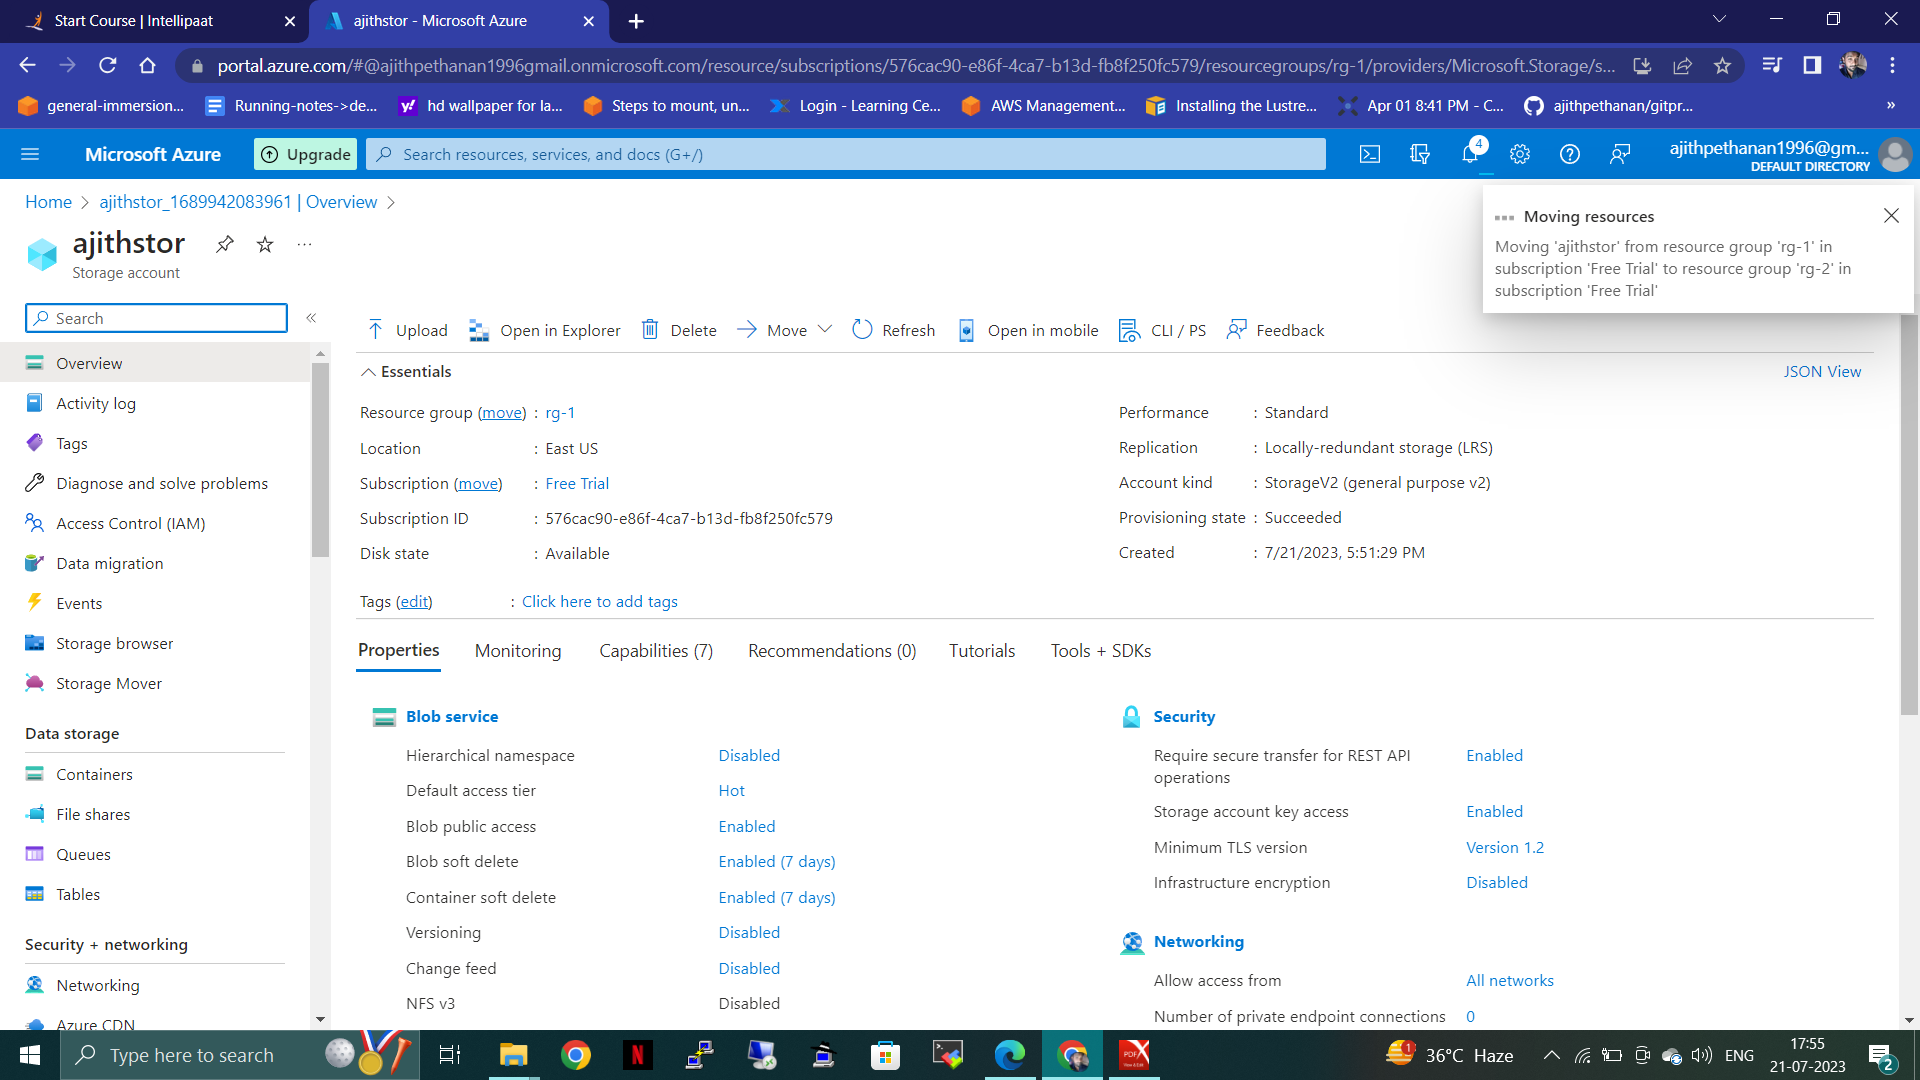 Start Course | Intellipaat
ajithstor - Microsoft Azure
portal.azure.com/#@ajithpethanan1996gmail.onmicrosoft.com/resource/subscriptions/576cac90-e86f-4ca7-b13d-fb8f250fc579/resourcegroups/rg-1/providers/Microsoft.Storage/s...
general-immersion...
Running-notes->de...
hd wallpaper for la...
Steps to mount, un...
Login - Learning Ce...
AWS Management...
Installing the Lustre...
Apr 01 8:41 PM - C...
ajithpethanan/gitpr...
»
Microsoft Azure
Upgrade
Search resources, services, and docs (G+/)
4
ajithpethanan1996@gm...
DEFAULT DIRECTORY
Home > ajithstor_1689942083961 | Overview >
Moving resources
Moving 'ajithstor' from resource group 'rg-1' in
subscription 'Free Trial' to resource group 'rg-2' in
subscription 'Free Trial'
ajithstor
Storage account
Search
«
Upload
Open in Explorer
Delete
Move
Refresh
Open in mobile
CLI / PS
Feedback
Overview
Activity log
Tags
Diagnose and solve problems
Access Control (IAM)
Data migration
Events
Storage browser
Storage Mover
Data storage
Containers
File shares
Queues
Tables
Security + networking
Networking
Azure CDN
Essentials
JSON View
Resource group (move) : rg-1
Location : East US
Subscription (move) : Free Trial
Subscription ID : 576cac90-e86f-4ca7-b13d-fb8f250fc579
Disk state : Available
Performance : Standard
Replication : Locally-redundant storage (LRS)
Account kind : StorageV2 (general purpose v2)
Provisioning state : Succeeded
Created : 7/21/2023, 5:51:29 PM
Tags (edit) : Click here to add tags
Properties
Monitoring
Capabilities (7)
Recommendations (0)
Tutorials
Tools + SDKs
Blob service
Hierarchical namespace Disabled
Default access tier Hot
Blob public access Enabled
Blob soft delete Enabled (7 days)
Container soft delete Enabled (7 days)
Versioning Disabled
Change feed Disabled
NFS v3 Disabled
Security
Require secure transfer for REST API
operations Enabled
Storage account key access Enabled
Minimum TLS version Version 1.2
Infrastructure encryption Disabled
Networking
Allow access from All networks
Number of private endpoint connections 0
Type here to search
N
PDF
1
36°C Haze
ENG
17:55
21-07-2023
2